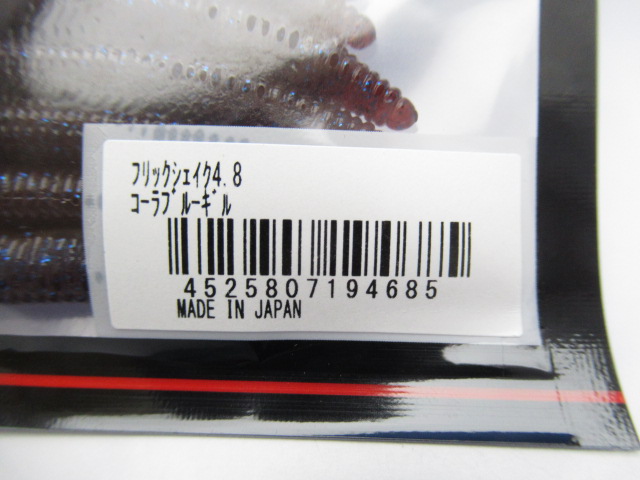 ﾌﾘｯｸｼｪｲｸ4.8
ｺｰﾗﾌﾞﾙｰｷﾞﾙ
4525807194685
MADE IN JAPAN